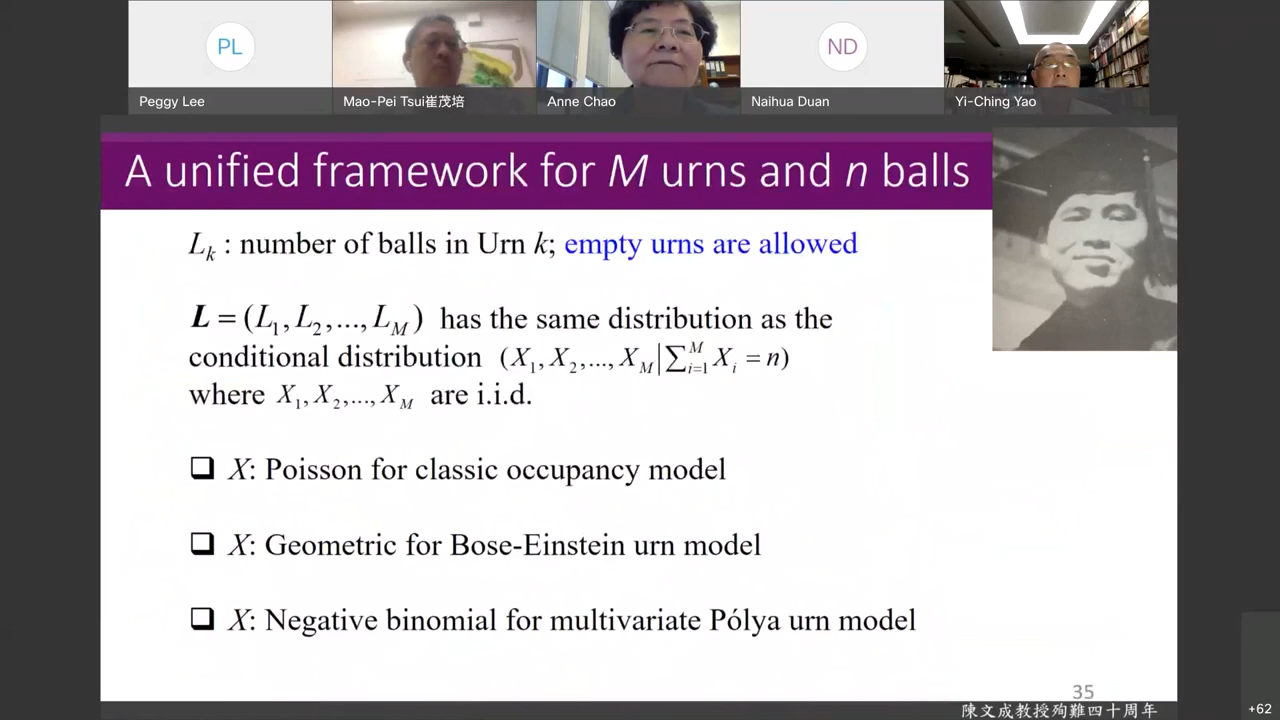 PL
ND
Peggy Lee
Mao-Pei Tsui崔茂培
Anne Chao
Naihua Duan
Yi-Ching Yao
A unified framework for M urns and n balls
L_k : number of balls in Urn k; empty urns are allowed
L = (L_1, L_2,..., L_M) has the same distribution as the
conditional distribution (X_1, X_2,..., X_M|∑_{i=1}^{M} X_i = n)
where X_1, X_2,..., X_M are i.i.d.
❑ X: Poisson for classic occupancy model
❑ X: Geometric for Bose-Einstein urn model
❑ X: Negative binomial for multivariate Pólya urn model
35
陳文成教授殉難四十周年
+62